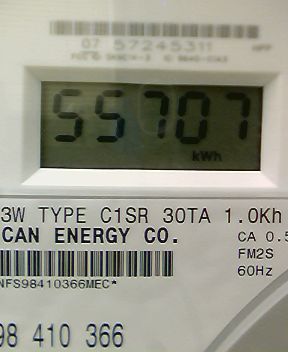 07 57245311
55707
kWh
3W TYPE C1SR 30TA 1.0Kh
CAN ENERGY CO.
CA 0.5
FM2S
60Hz
NFS98410366MEC*
98 410 366